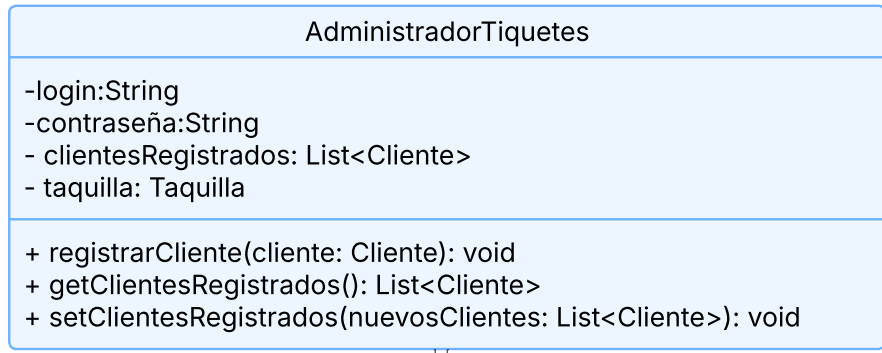 AdministradorTiquetes
-login:String
-contraseña:String
- clientesRegistrados: List<Cliente>
- taquilla: Taquilla
+ registrarCliente(cliente: Cliente): void
+ getClientesRegistrados(): List<Cliente>
+ setClientesRegistrados(nuevosClientes: List<Cliente>): void